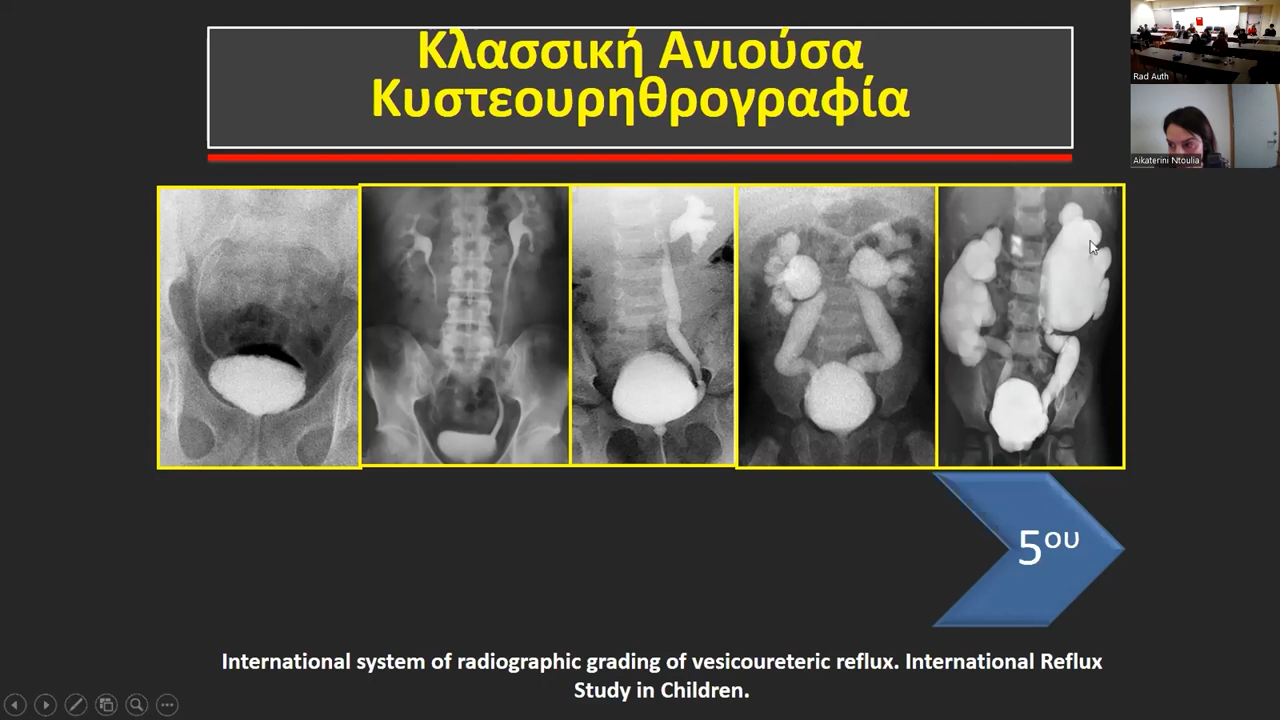 Κλασσική Ανιούσα
Κυστεουρηθρογραφία
Rad Auth
Aikaterini Ntoulia
5ου
International system of radiographic grading of vesicoureteric reflux. International Reflux
Study in Children.